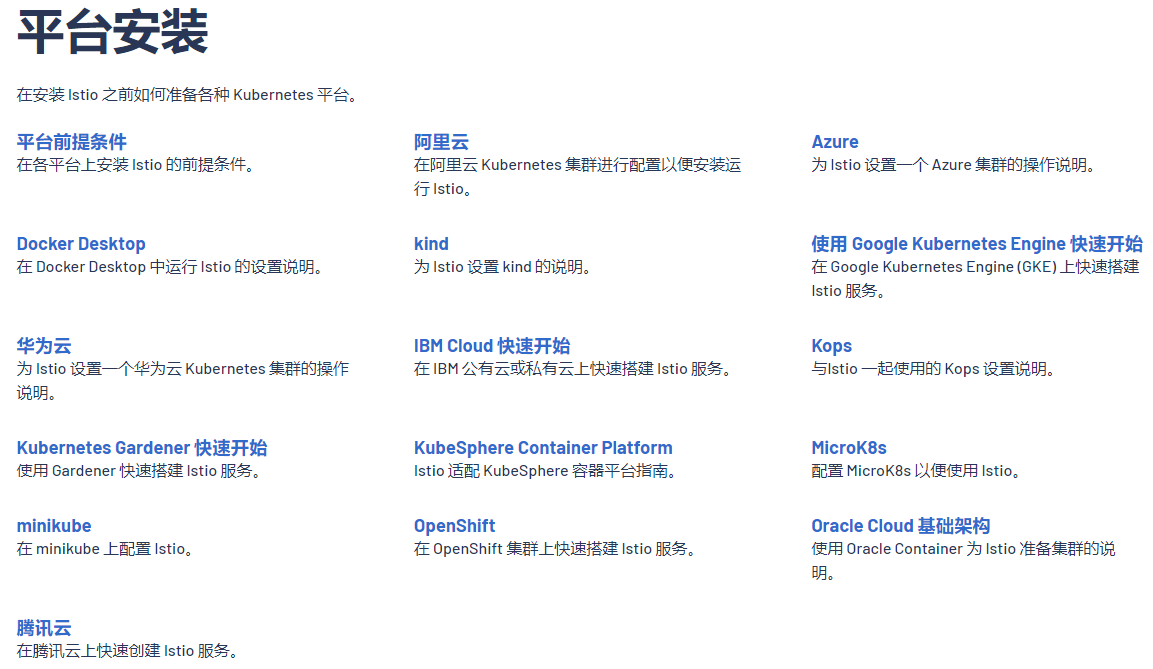 平台安装
在安装 Istio 之前如何准备各种 Kubernetes 平台。
平台前提条件
在各平台上安装 Istio 的前提条件。
阿里云
在阿里云 Kubernetes 集群进行配置以便安装运
行 Istio。
Azure
为 Istio 设置一个 Azure 集群的操作说明。
Docker Desktop
在 Docker Desktop 中运行 Istio 的设置说明。
kind
为 Istio 设置 kind 的说明。
使用 Google Kubernetes Engine 快速开始
在 Google Kubernetes Engine (GKE) 上快速搭建
Istio 服务。
华为云
为 Istio 设置一个华为云 Kubernetes 集群的操作
说明。
IBM Cloud 快速开始
在 IBM 公有云或私有云上快速搭建 Istio 服务。
Kops
与Istio 一起使用的 Kops 设置说明。
Kubernetes Gardener 快速开始
使用 Gardener 快速搭建 Istio 服务。
KubeSphere Container Platform
Istio 适配 KubeSphere 容器平台指南。
MicroK8s
配置 MicroK8s 以便使用 Istio。
minikube
在 minikube 上配置 Istio。
OpenShift
在 OpenShift 集群上快速搭建 Istio 服务。
Oracle Cloud 基础架构
使用 Oracle Container 为 Istio 准备集群的说
明。
腾讯云
在腾讯云上快速创建 Istio 服务。